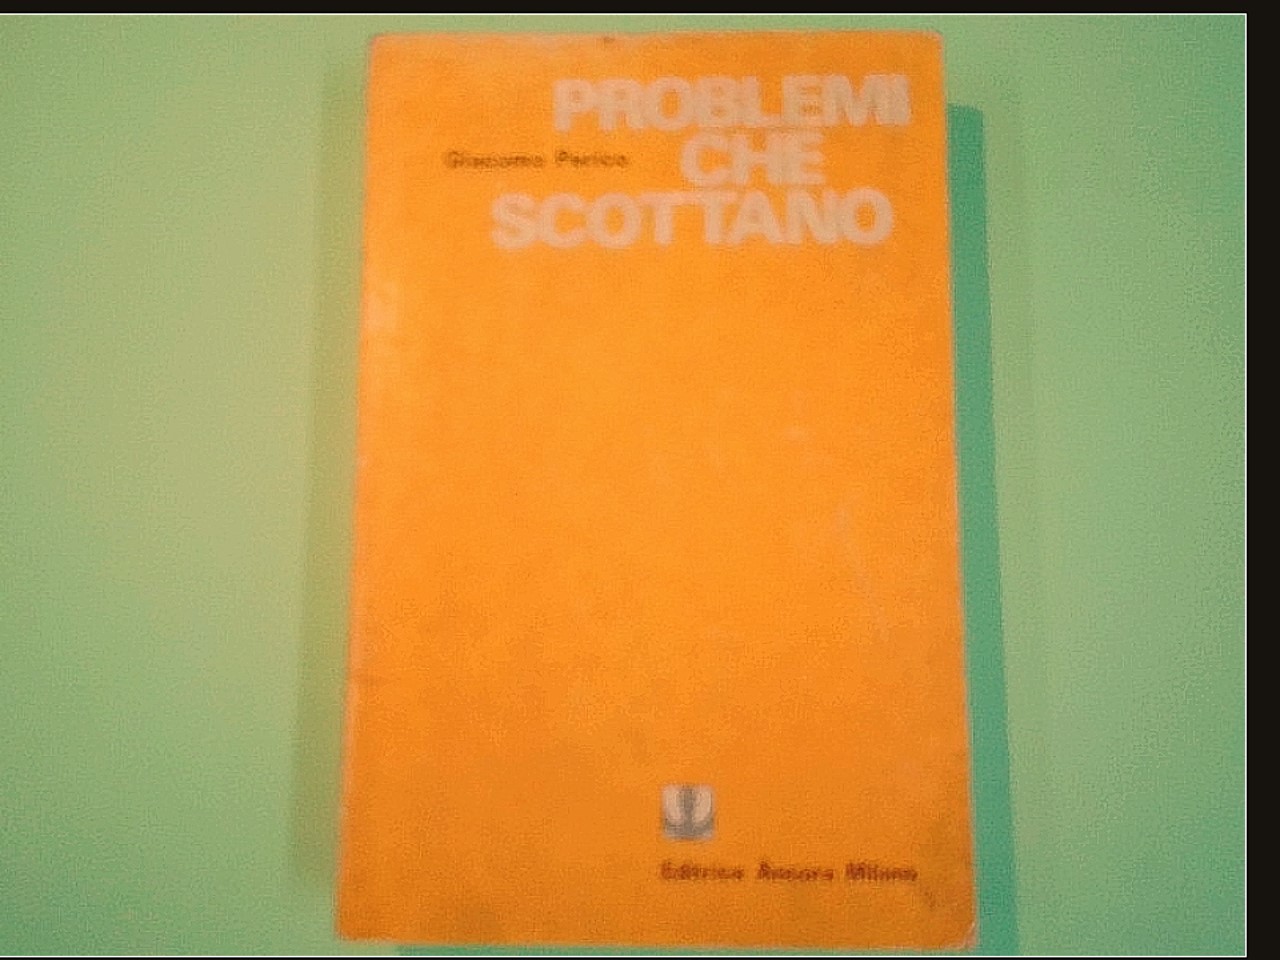 PROBLEMI
Giacomo Perico
CHE
SCOTTANO
Editrice Ancora Milano